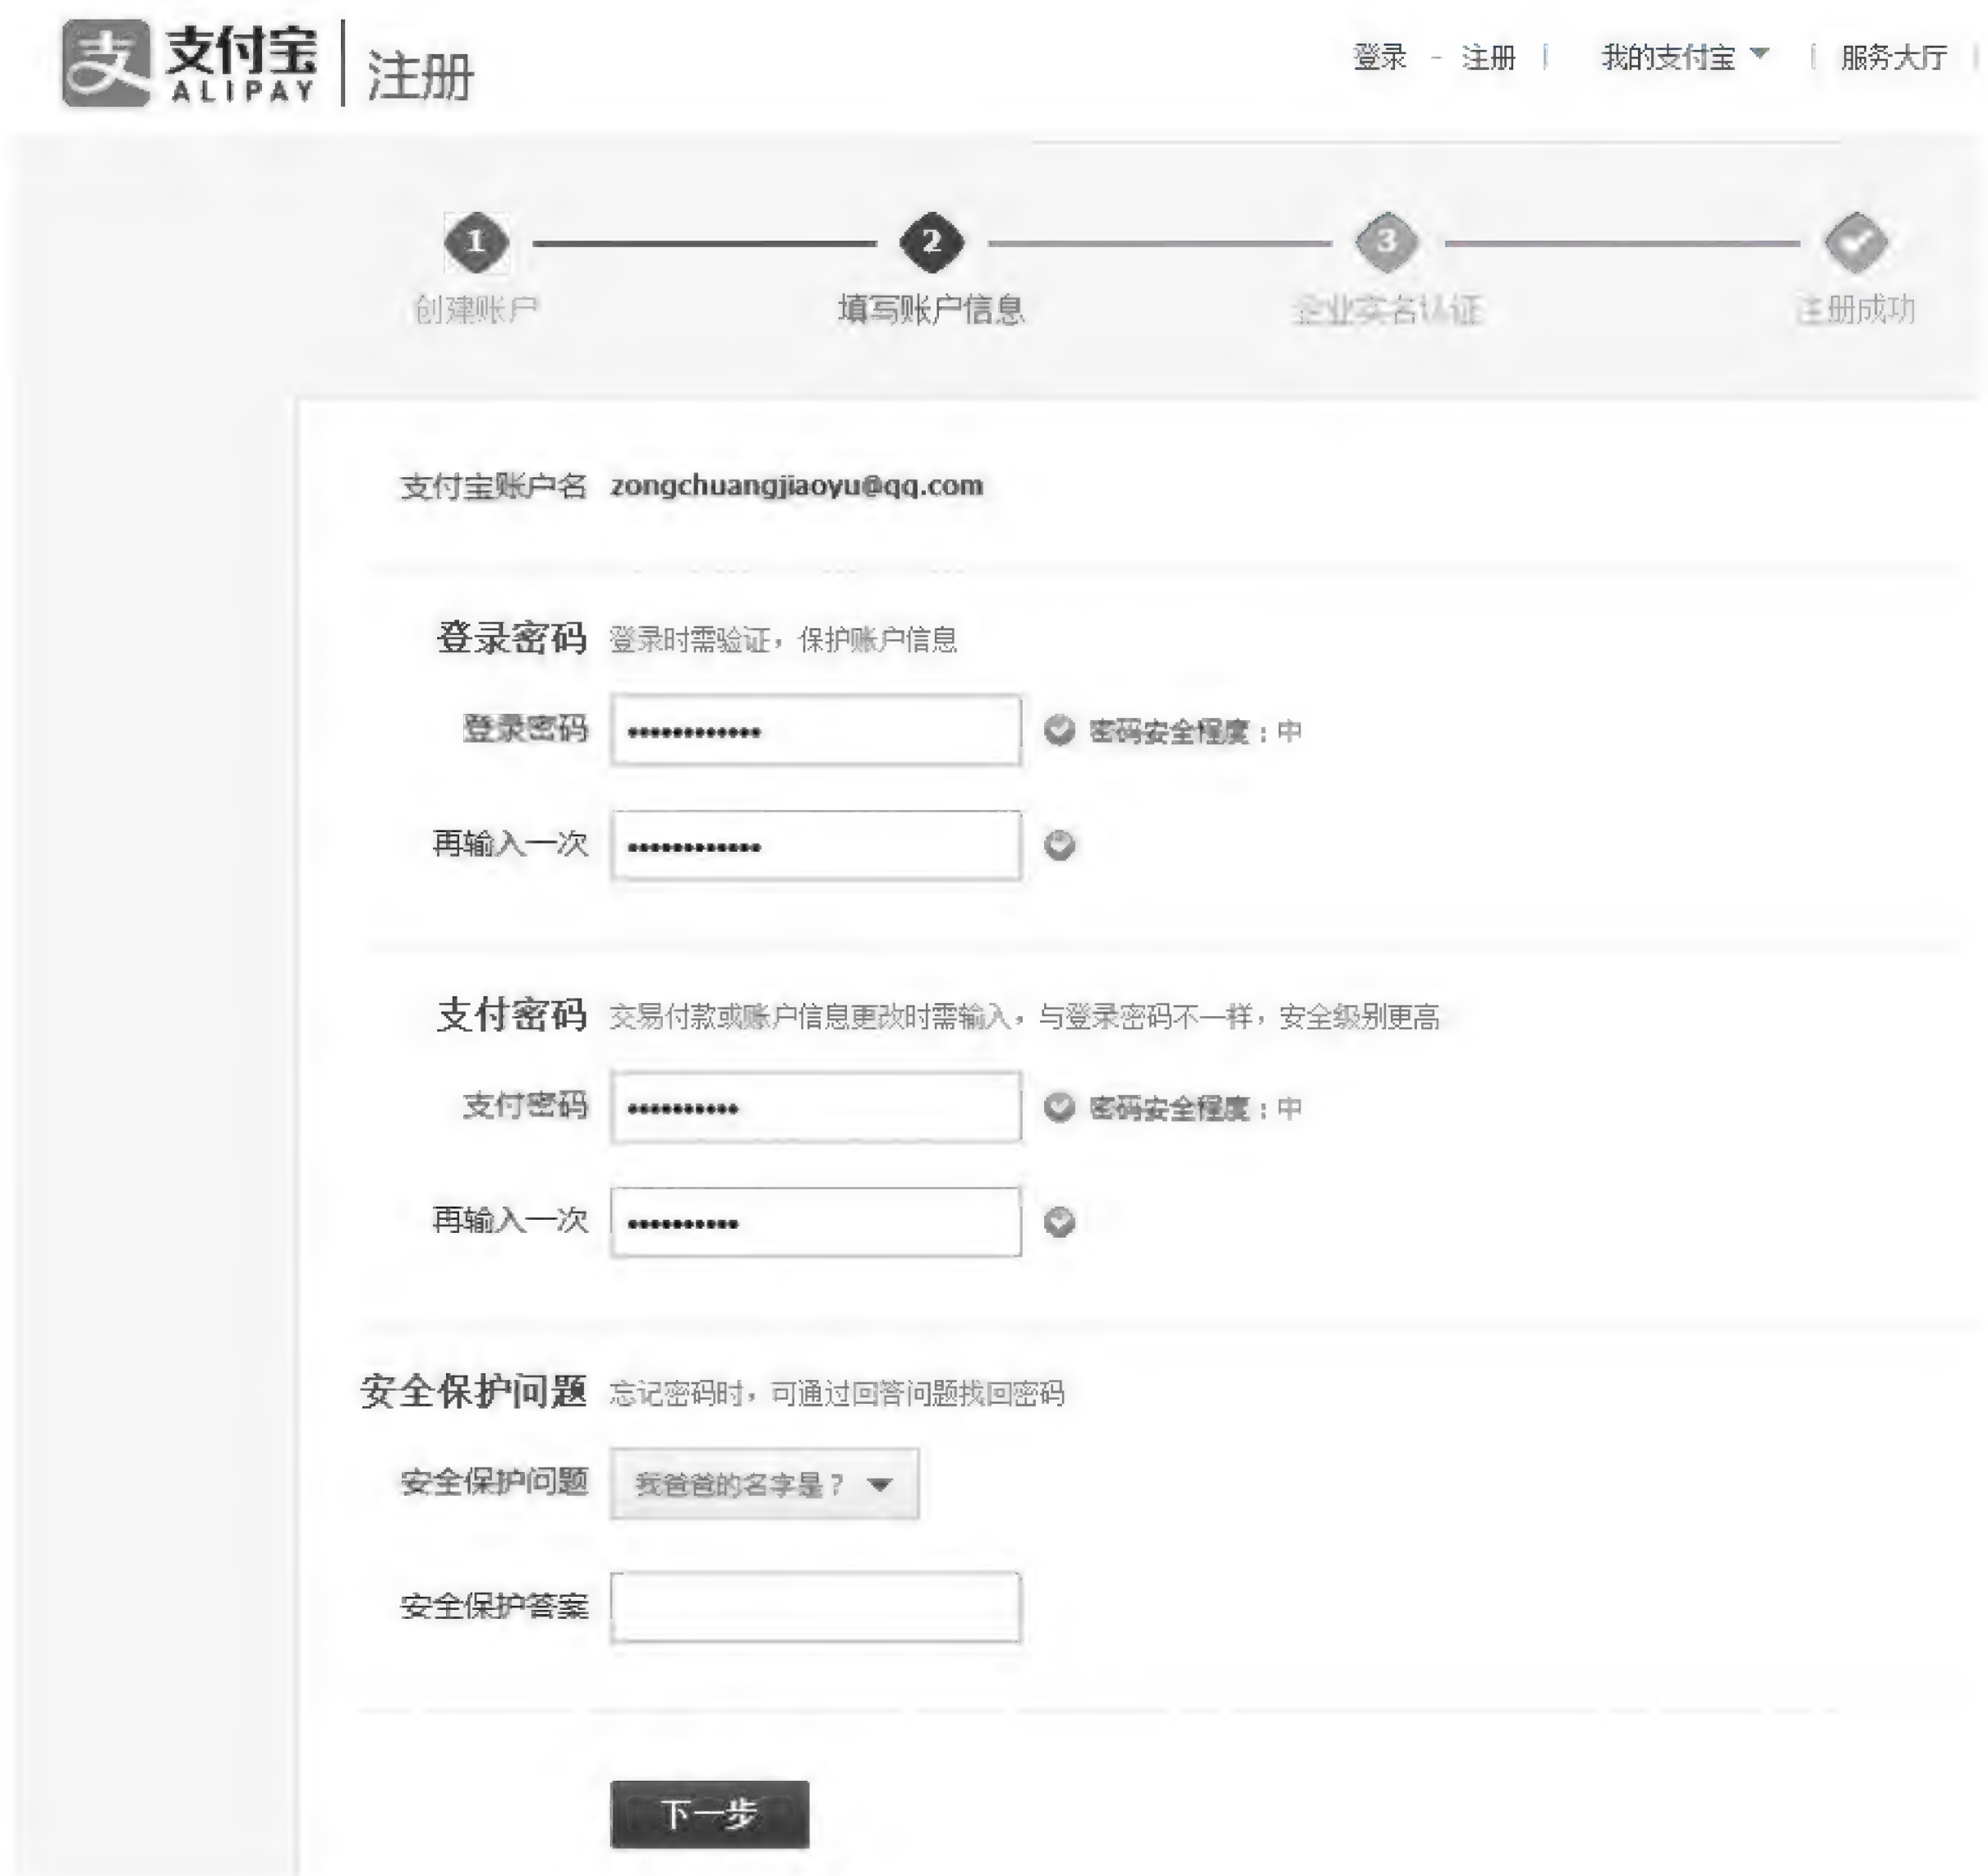 支付宝 注册
ALIPAY
登录 - 注册 | 我的支付宝 | 服务大厅 |
1 2 3
创建账户 填写账户信息 企业实名认证 注册成功
支付宝账户名 zongchuangjiaoyu@qq.com
登录密码 登录时需验证，保护账户信息
登录密码 •••••••••••• 密码安全程度：中
再输入一次 ••••••••••••
支付密码 交易付款或账户信息更改时需输入，与登录密码不一样，安全级别更高
支付密码 •••••••••• 密码安全程度：中
再输入一次 ••••••••••
安全保护问题 忘记密码时，可通过回答问题找回密码
安全保护问题 我爸爸的名字是？
安全保护答案
下一步